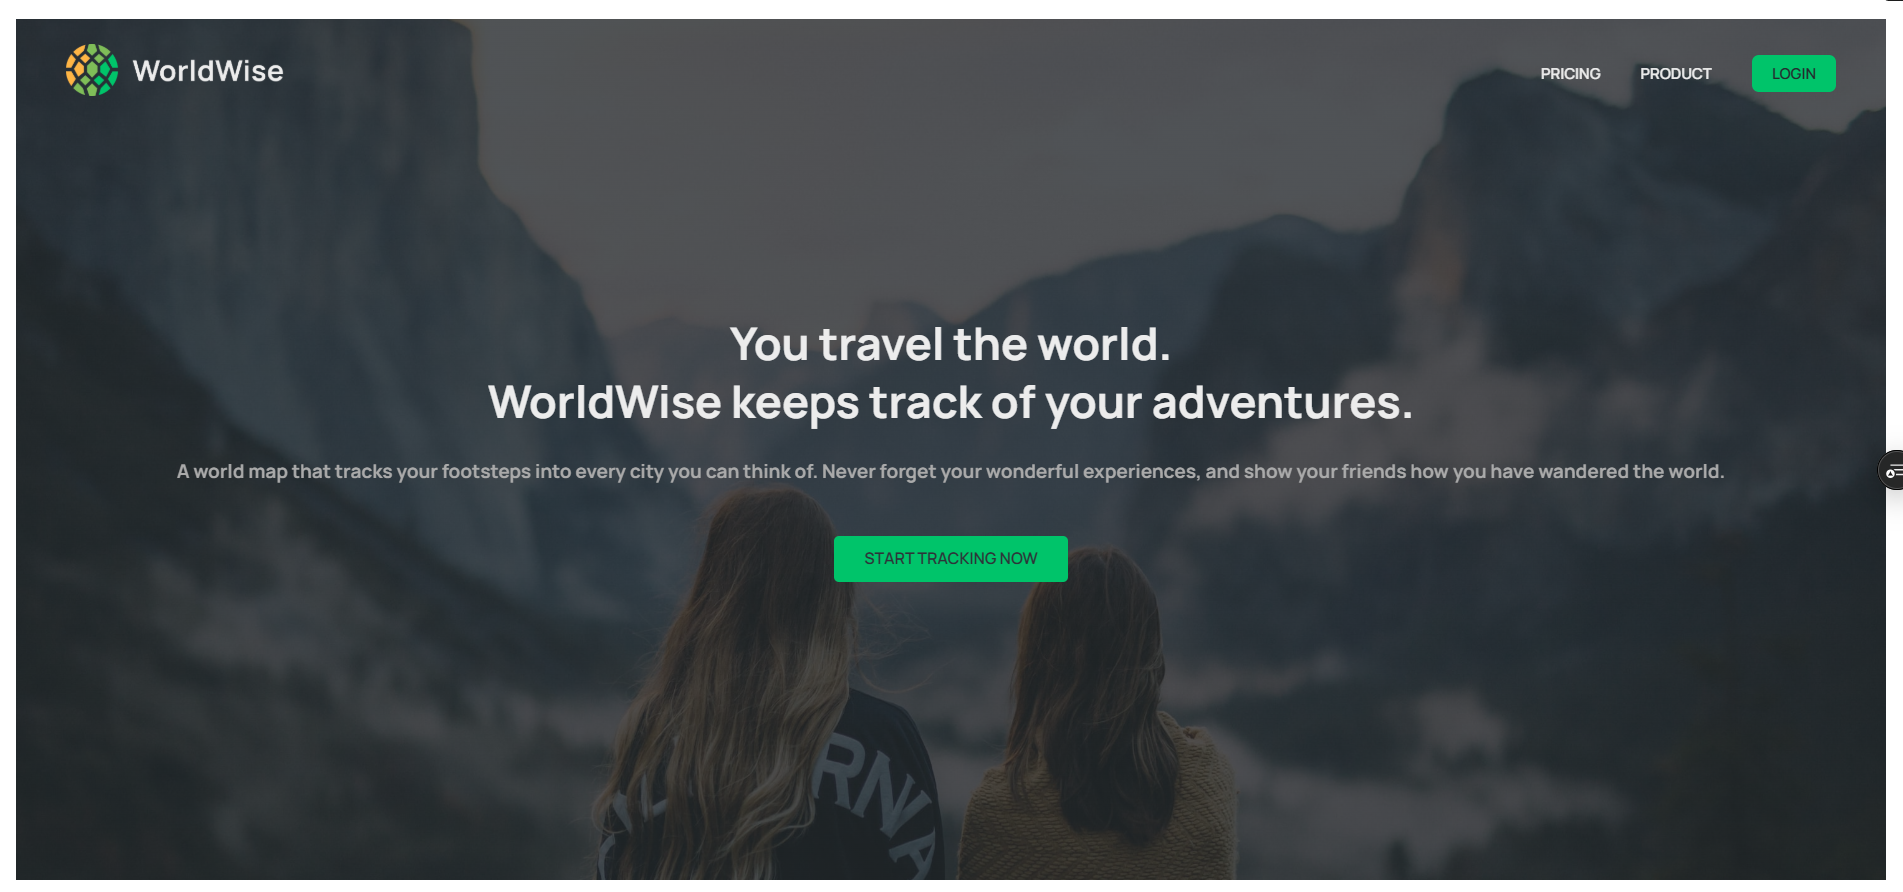 WorldWise
PRICING
PRODUCT
LOGIN
You travel the world.
WorldWise keeps track of your adventures.
A world map that tracks your footsteps into every city you can think of. Never forget your wonderful experiences, and show your friends how you have wandered the world.
START TRACKING NOW